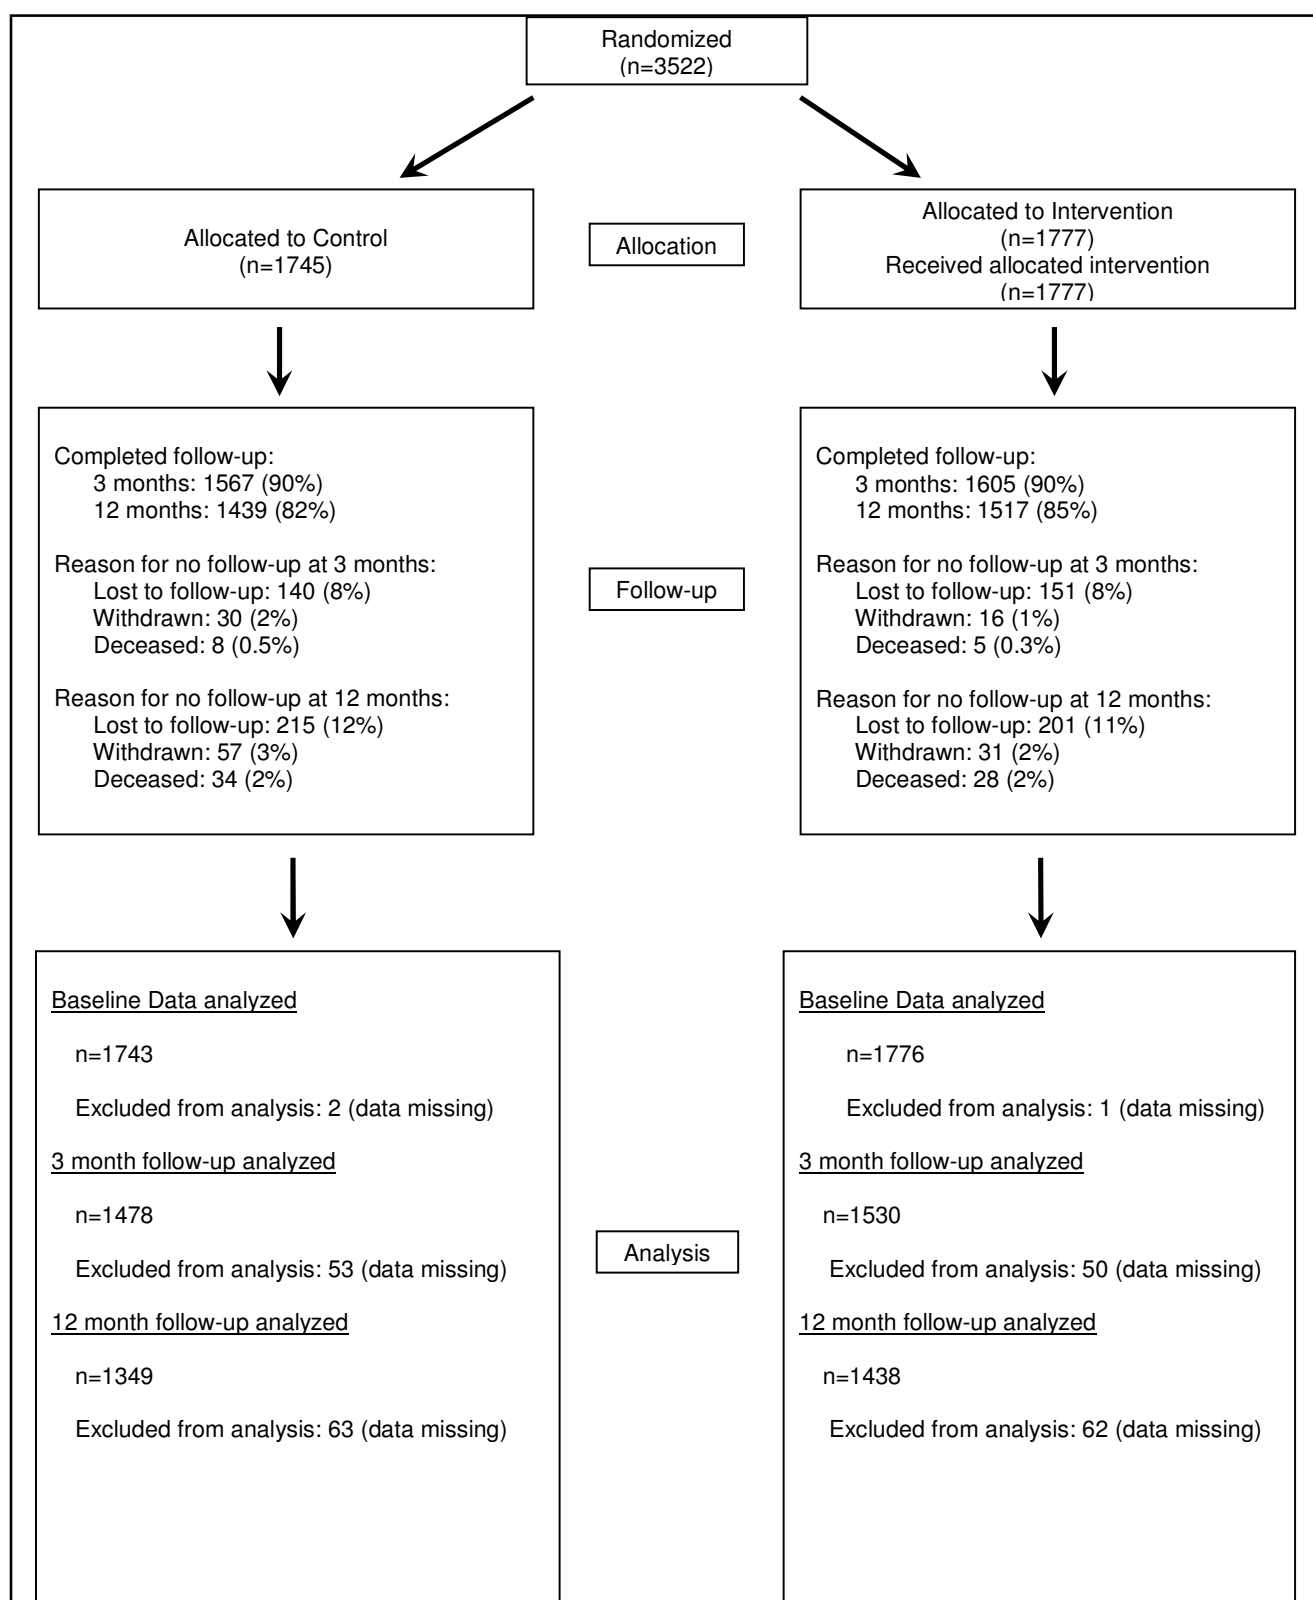 Randomized
(n=3522)
Allocated to Control
(n=1745)
Allocation
Allocated to Intervention
(n=1777)
Received allocated intervention
(n=1777)
Completed follow-up:
3 months: 1567 (90%)
12 months: 1439 (82%)
Reason for no follow-up at 3 months:
Lost to follow-up: 140 (8%)
Withdrawn: 30 (2%)
Deceased: 8 (0.5%)
Reason for no follow-up at 12 months:
Lost to follow-up: 215 (12%)
Withdrawn: 57 (3%)
Deceased: 34 (2%)
Follow-up
Completed follow-up:
3 months: 1605 (90%)
12 months: 1517 (85%)
Reason for no follow-up at 3 months:
Lost to follow-up: 151 (8%)
Withdrawn: 16 (1%)
Deceased: 5 (0.3%)
Reason for no follow-up at 12 months:
Lost to follow-up: 201 (11%)
Withdrawn: 31 (2%)
Deceased: 28 (2%)
Baseline Data analyzed
n=1743
Excluded from analysis: 2 (data missing)
3 month follow-up analyzed
n=1478
Excluded from analysis: 53 (data missing)
12 month follow-up analyzed
n=1349
Excluded from analysis: 63 (data missing)
Analysis
Baseline Data analyzed
n=1776
Excluded from analysis: 1 (data missing)
3 month follow-up analyzed
n=1530
Excluded from analysis: 50 (data missing)
12 month follow-up analyzed
n=1438
Excluded from analysis: 62 (data missing)